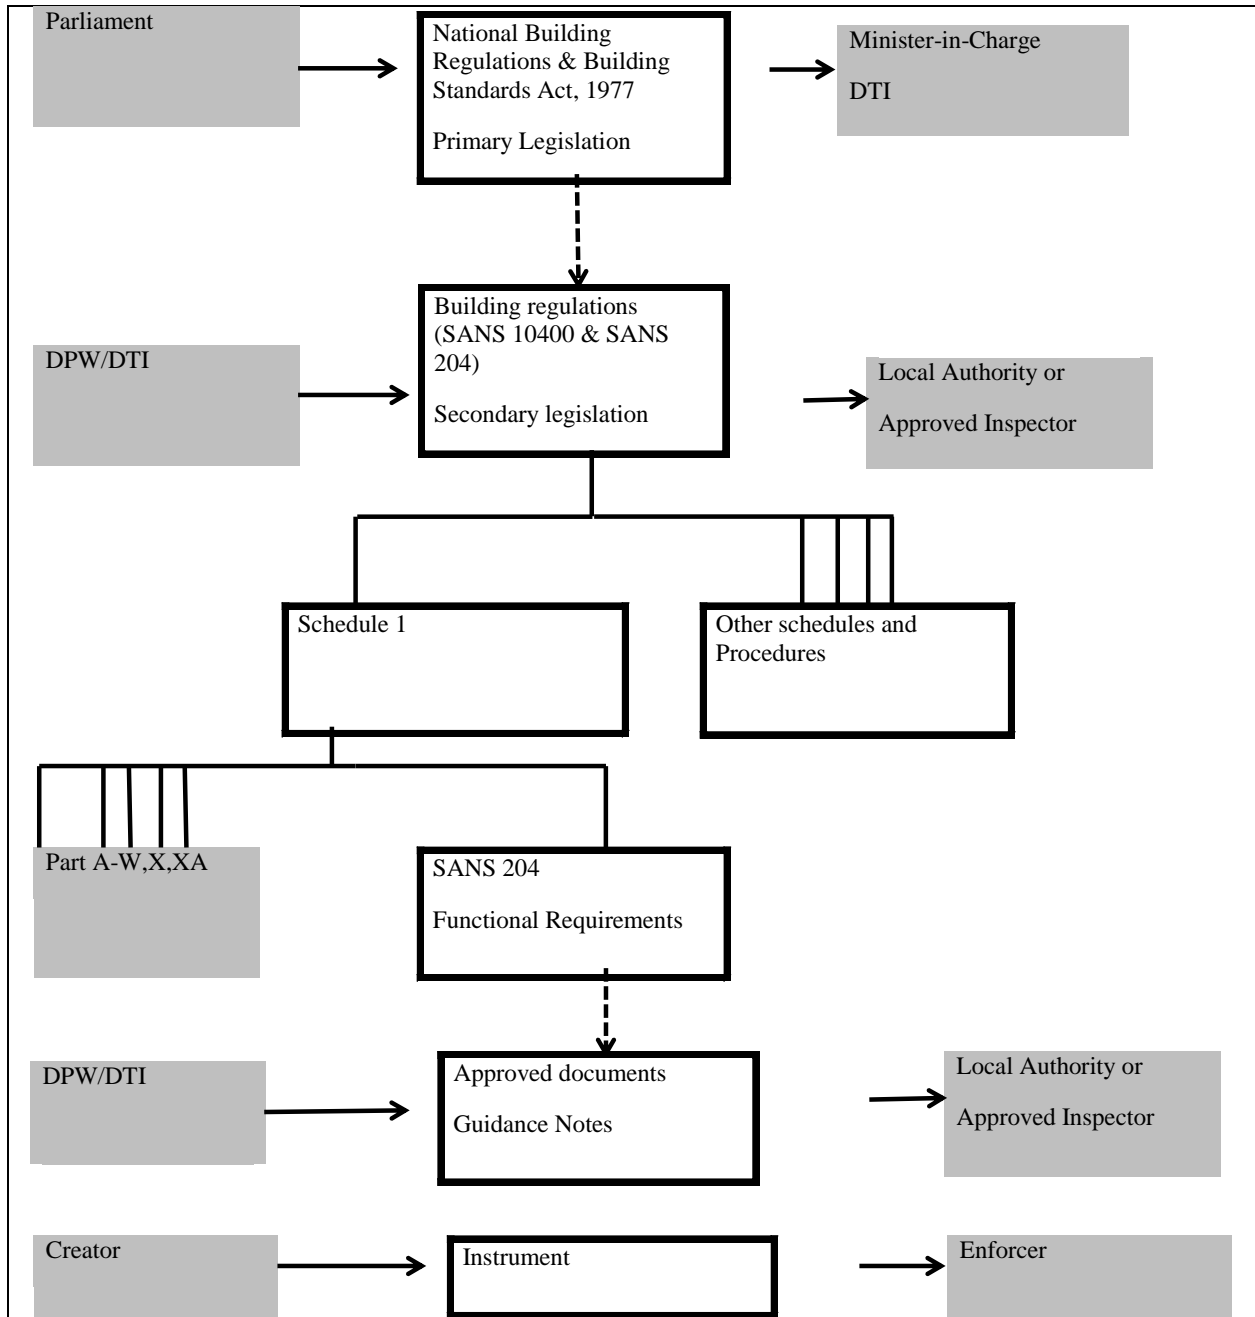 Parliament
National Building
Regulations & Building
Standards Act, 1977
Primary Legislation
Minister-in-Charge
DTI
DPW/DTI
Building regulations
(SANS 10400 & SANS
204)
Secondary legislation
Local Authority or
Approved Inspector
Schedule 1
Other schedules and
Procedures
Part A-W,X,XA
SANS 204
Functional Requirements
DPW/DTI
Approved documents
Guidance Notes
Local Authority or
Approved Inspector
Creator
Instrument
Enforcer